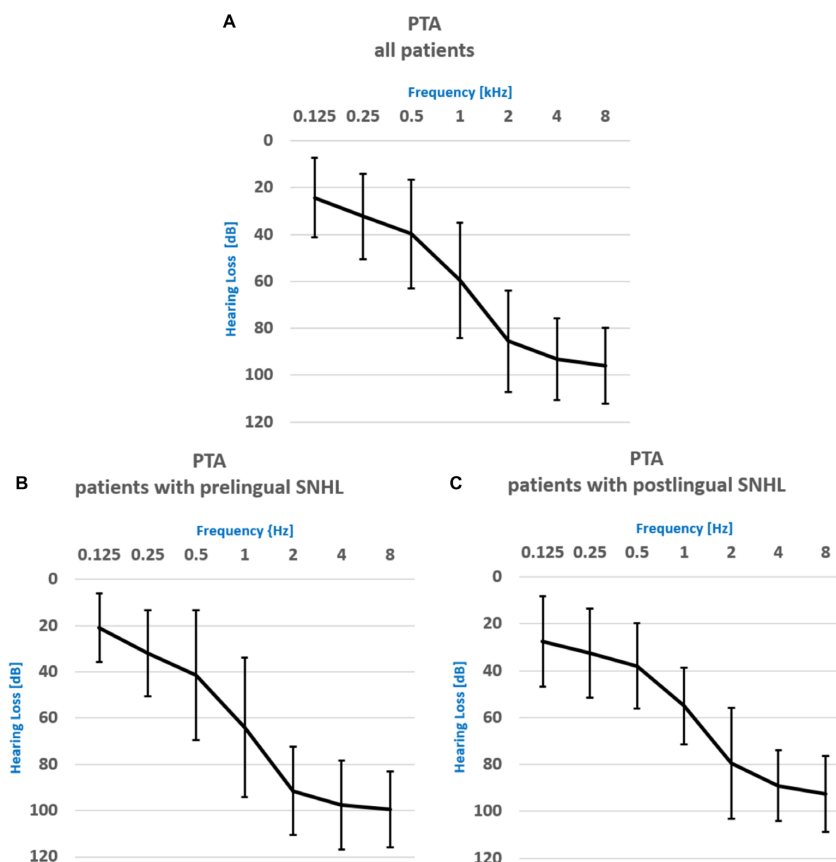 A
PTA
all patients
Frequency [kHz]
0.125 0.25 0.5 1 2 4 8
Hearing Loss [dB]
0
20
40
60
80
100
120
B
PTA
patients with prelingual SNHL
Frequency {Hz]
0.125 0.25 0.5 1 2 4 8
Hearing Loss [dB]
0
20
40
60
80
100
120
C
PTA
patients with postlingual SNHL
Frequency [Hz]
0.125 0.25 0.5 1 2 4 8
Hearing Loss [dB]
0
20
40
60
80
100
120